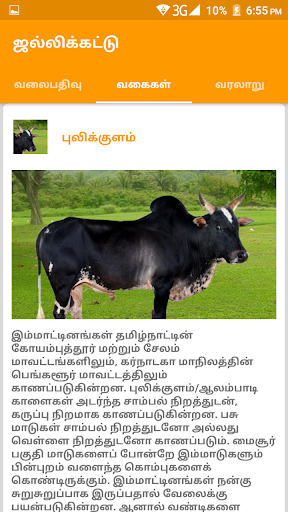 3G 10% 6:55 PM
ஜல்லிக்கட்டு
வலைபதிவு வகைகள் வரலாறு
புலிக்குளம்
இம்மாட்டினங்கள் தமிழ்நாட்டின்
கோயம்புத்தூர் மற்றும் சேலம்
மாவட்டங்களிலும், கர்நாடகா மாநிலத்தின்
பெங்களூர் மாவட்டத்திலும்
காணப்படுகின்றன. புலிக்குளம்/ஆலம்பாடி
காளைகள் அடர்ந்த சாம்பல் நிறத்துடன்,
கருப்பு நிறமாக காணப்படுகின்றன. பசு
மாடுகள் சாம்பல் நிறத்துடனோ அல்லது
வெள்ளை நிறத்துடனோ காணப்படும். மைசூர்
பகுதி மாடுகளைப் போன்றே இம்மாடுகளும்
பின்புறம் வளைந்த கொம்புகளைக்
கொண்டிருக்கும். இம்மாட்டினங்கள் நன்கு
சுறுசுறுப்பாக இருப்பதால் வேலைக்கு
பயன்படுகின்றன. ஆனால் வண்டிகளை